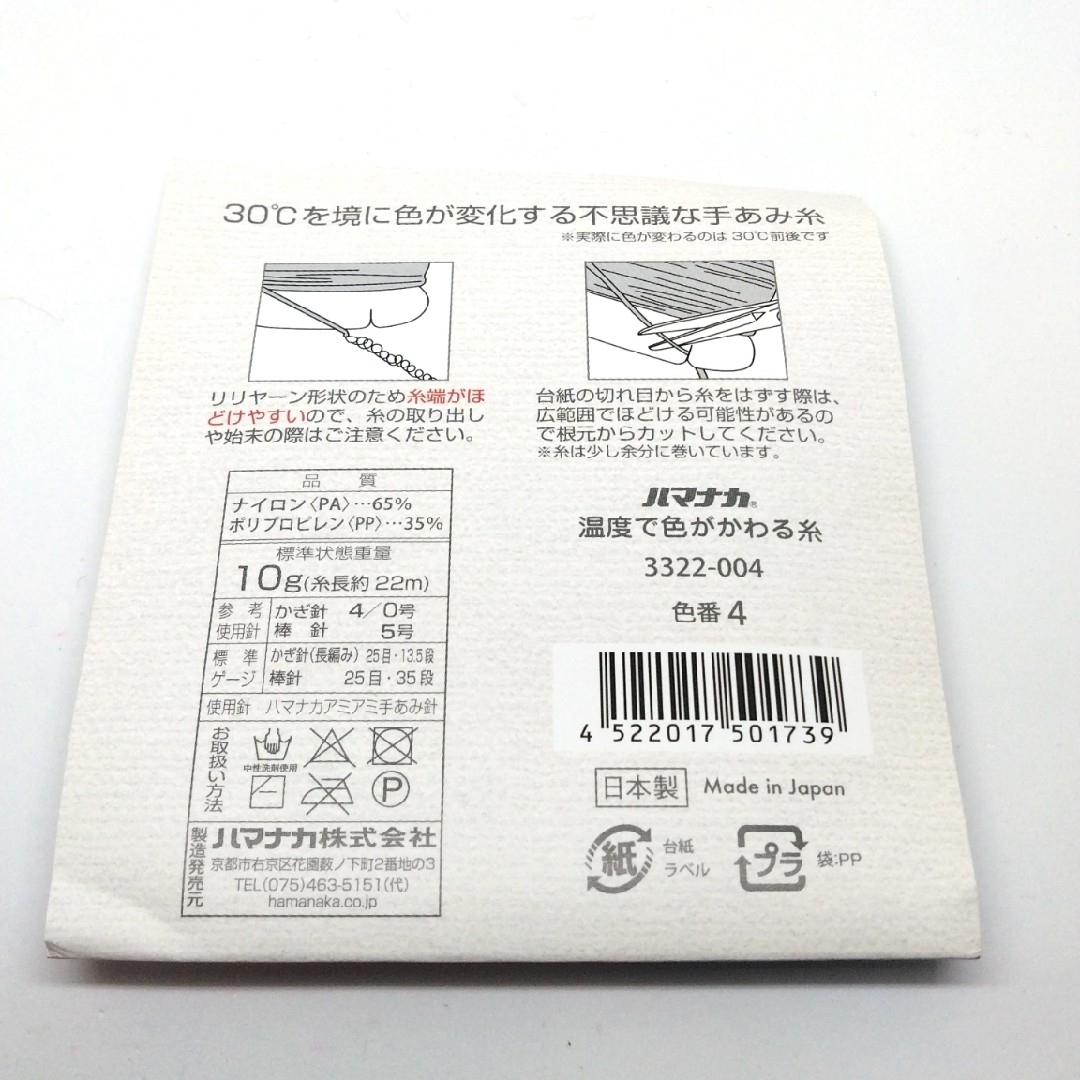 30℃を境に色が変化する不思議な手あみ糸
※実際に色が変わるのは 30℃前後です
リリヤーン形状のため糸端がほ
どけやすいので、糸の取り出し
や始末の際はご注意ください。
台紙の切れ目から糸をはずす際は、
広範囲でほどける可能性があるの
で根元からカットしてください。
※糸は少し余分に巻いています。
品 質
ナイロン〈PA〉…65%
ポリプロピレン〈PP〉…35%
標準状態重量
10g(糸長約 22m)
参 考 かぎ針 4/0号
使用針 棒 針 5号
標 準 かぎ針(長編み) 25目・13.5段
ゲージ 棒針 25目・35段
使用針 ハマナカアミアミ手あみ針
お取扱い方法
中性洗剤使用
P
製造発売元
ハマナカ株式会社
京都市右京区花園薮ノ下町2番地の3
TEL(075)463-5151(代)
hamanaka.co.jp
ハマナカ®
温度で色がかわる糸
3322-004
色番 4
4 522017 501739
日本製 Made in Japan
紙 台紙
ラベル
プラ 袋:PP